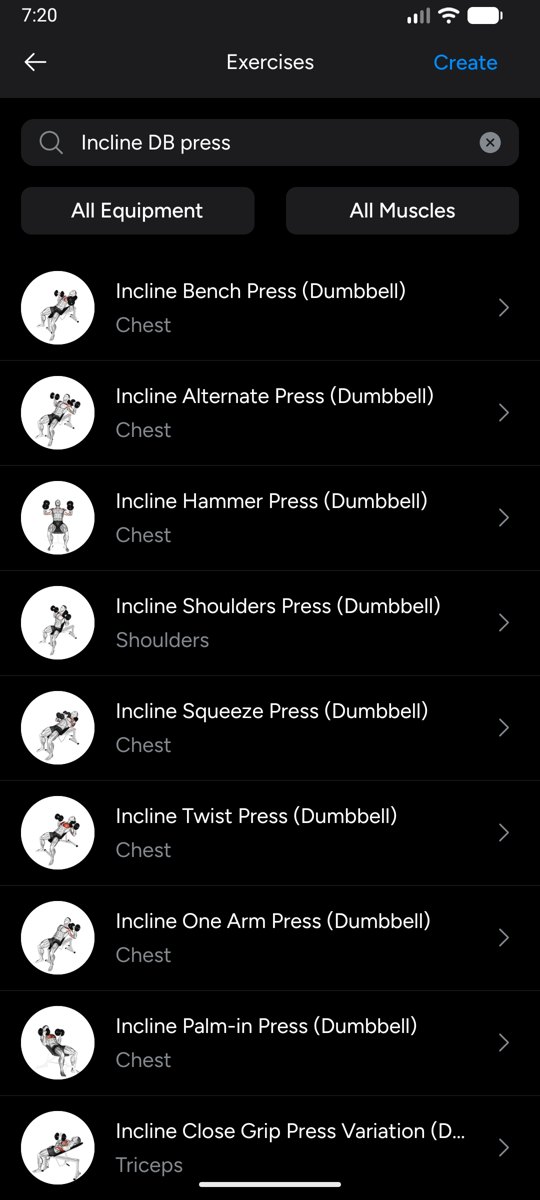 7:20
Exercises
Create
Incline DB press
All Equipment
All Muscles
Incline Bench Press (Dumbbell)
Chest
Incline Alternate Press (Dumbbell)
Chest
Incline Hammer Press (Dumbbell)
Chest
Incline Shoulders Press (Dumbbell)
Shoulders
Incline Squeeze Press (Dumbbell)
Chest
Incline Twist Press (Dumbbell)
Chest
Incline One Arm Press (Dumbbell)
Chest
Incline Palm-in Press (Dumbbell)
Chest
Incline Close Grip Press Variation (D...
Triceps